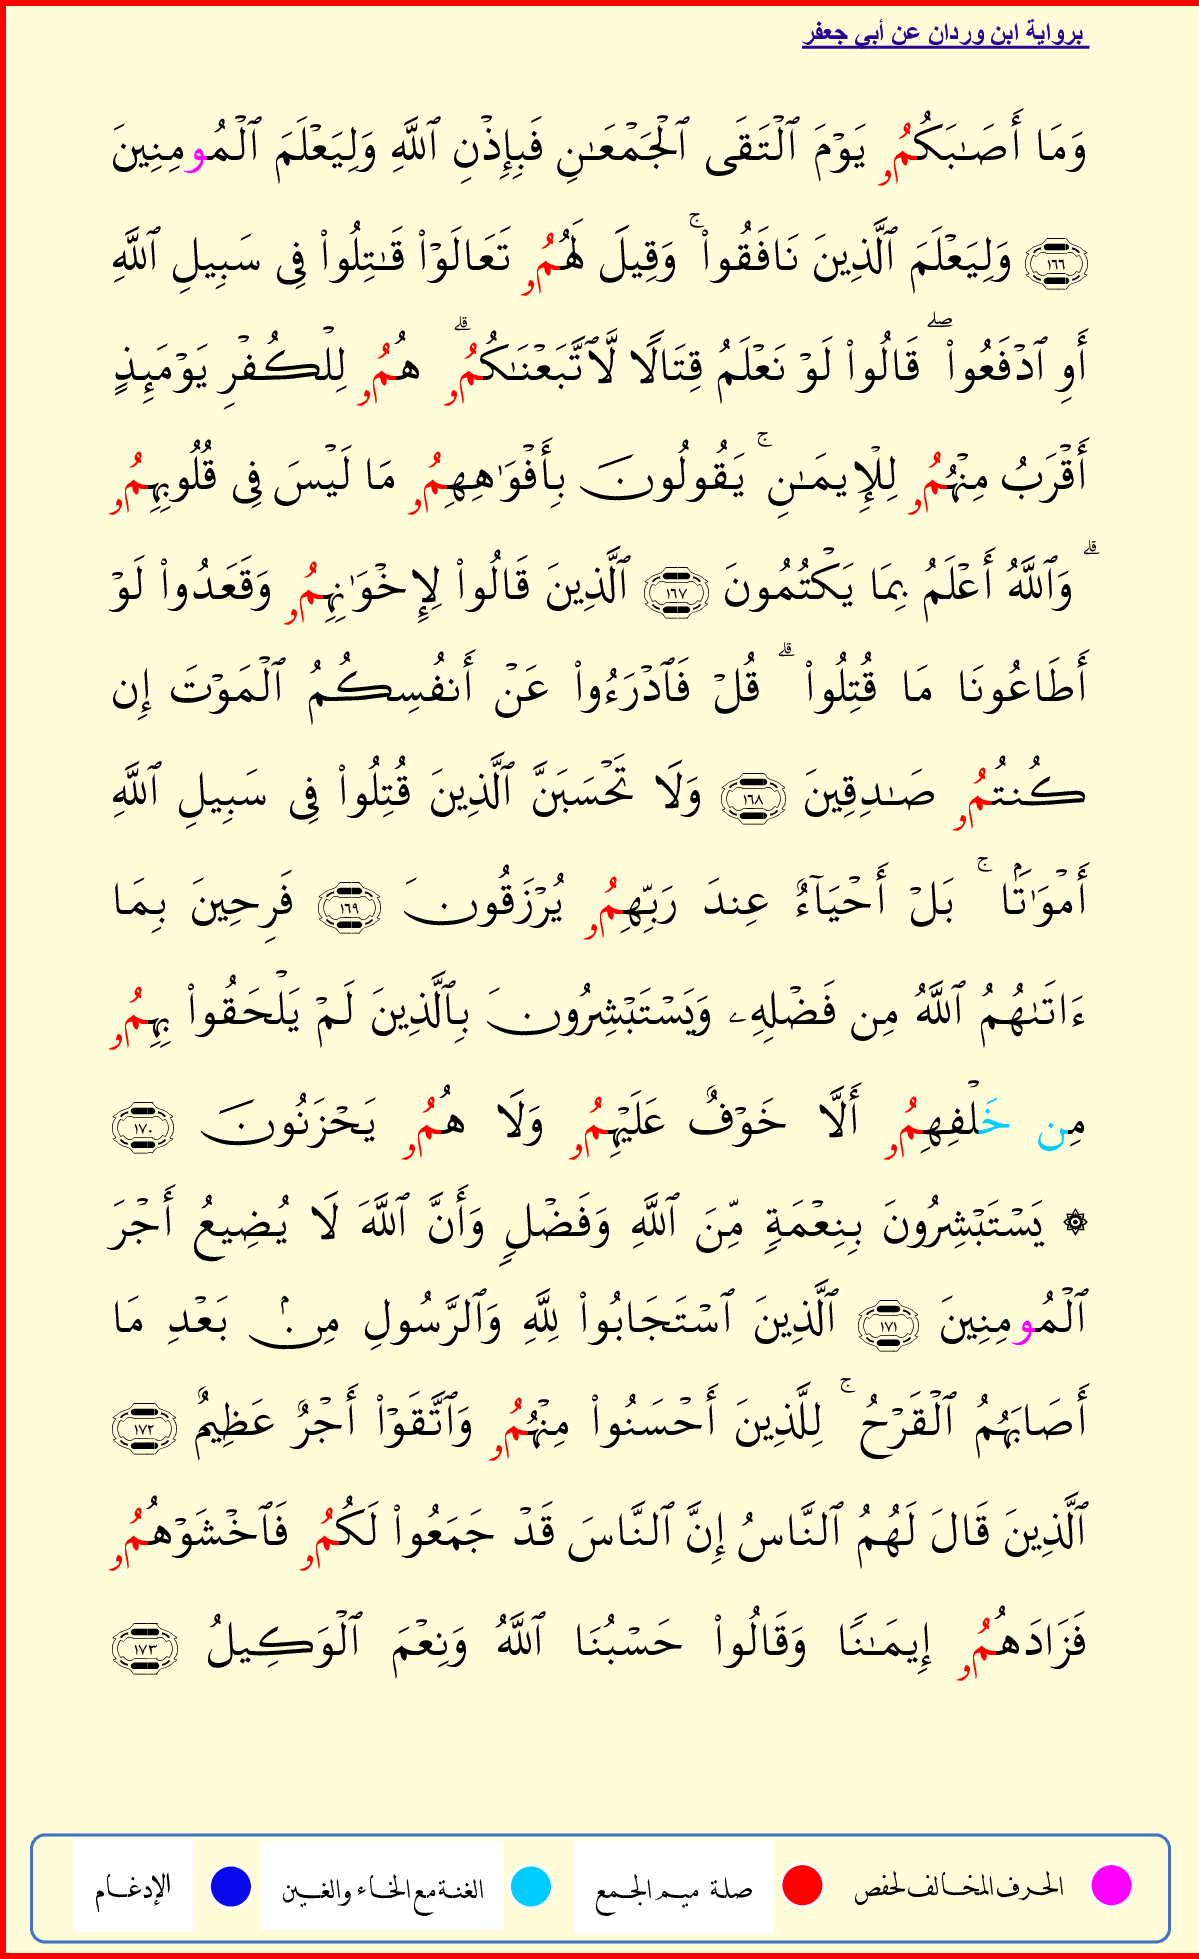 برواية ابن وردان عن أبي جعفر
وَمَا أَصَـٰبَكُمُو يَوْمَ ٱلْتَقَى ٱلْجَمْعَـٰنِ فَبِإِذْنِ ٱللَّهِ وَلِيَعْلَمَ ٱلْمُومِنِينَ
١٦٦ وَلِيَعْلَمَ ٱلَّذِينَ نَافَقُوا۟ ۚ وَقِيلَ لَهُمُو تَعَالَوْا۟ قَـٰتِلُوا۟ فِى سَبِيلِ ٱللَّهِ
أَوِ ٱدْفَعُوا۟ ۖ قَالُوا۟ لَوْ نَعْلَمُ قِتَالًا لَّٱتَّبَعْنَـٰكُمُو ۗ هُمُو لِلْكُفْرِ يَوْمَئِذٍ
أَقْرَبُ مِنْهُمُو لِلْإِيمَـٰنِ ۚ يَقُولُونَ بِأَفْوَٰهِهِمُو مَا لَيْسَ فِى قُلُوبِهِمُو
ۗ وَٱللَّهُ أَعْلَمُ بِمَا يَكْتُمُونَ ١٦٧ ٱلَّذِينَ قَالُوا۟ لِإِخْوَٰنِهِمُو وَقَعَدُوا۟ لَوْ
أَطَاعُونَا مَا قُتِلُوا۟ ۗ قُلْ فَٱدْرَءُوا۟ عَنْ أَنفُسِكُمُ ٱلْمَوْتَ إِن
كُنتُمُو صَـٰدِقِينَ ١٦٨ وَلَا تَحْسَبَنَّ ٱلَّذِينَ قُتِلُوا۟ فِى سَبِيلِ ٱللَّهِ
أَمْوَٰتَۢا ۚ بَلْ أَحْيَآءٌ عِندَ رَبِّهِمُو يُرْزَقُونَ ١٦٩ فَرِحِينَ بِمَا
ءَاتَىٰهُمُ ٱللَّهُ مِن فَضْلِهِۦ وَيَسْتَبْشِرُونَ بِٱلَّذِينَ لَمْ يَلْحَقُوا۟ بِهِمُو
مِن خَلْفِهِمُو أَلَّا خَوْفٌ عَلَيْهِمُو وَلَا هُمُو يَحْزَنُونَ ١٧٠
۞ يَسْتَبْشِرُونَ بِنِعْمَةٍ مِّنَ ٱللَّهِ وَفَضْلٍ وَأَنَّ ٱللَّهَ لَا يُضِيعُ أَجْرَ
ٱلْمُومِنِينَ ١٧١ ٱلَّذِينَ ٱسْتَجَابُوا۟ لِلَّهِ وَٱلرَّسُولِ مِنۢ بَعْدِ مَا
أَصَابَهُمُ ٱلْقَرْحُ ۚ لِلَّذِينَ أَحْسَنُوا۟ مِنْهُمُو وَٱتَّقَوْا۟ أَجْرٌ عَظِيمٌ ١٧٢
ٱلَّذِينَ قَالَ لَهُمُ ٱلنَّاسُ إِنَّ ٱلنَّاسَ قَدْ جَمَعُوا۟ لَكُمُو فَٱخْشَوْهُمُو
فَزَادَهُمُو إِيمَـٰنًا وَقَالُوا۟ حَسْبُنَا ٱللَّهُ وَنِعْمَ ٱلْوَكِيلُ ١٧٣
الحرف المخالف لحفص صلة ميم الجمع الغنة مع الخاء والغين الإدغام